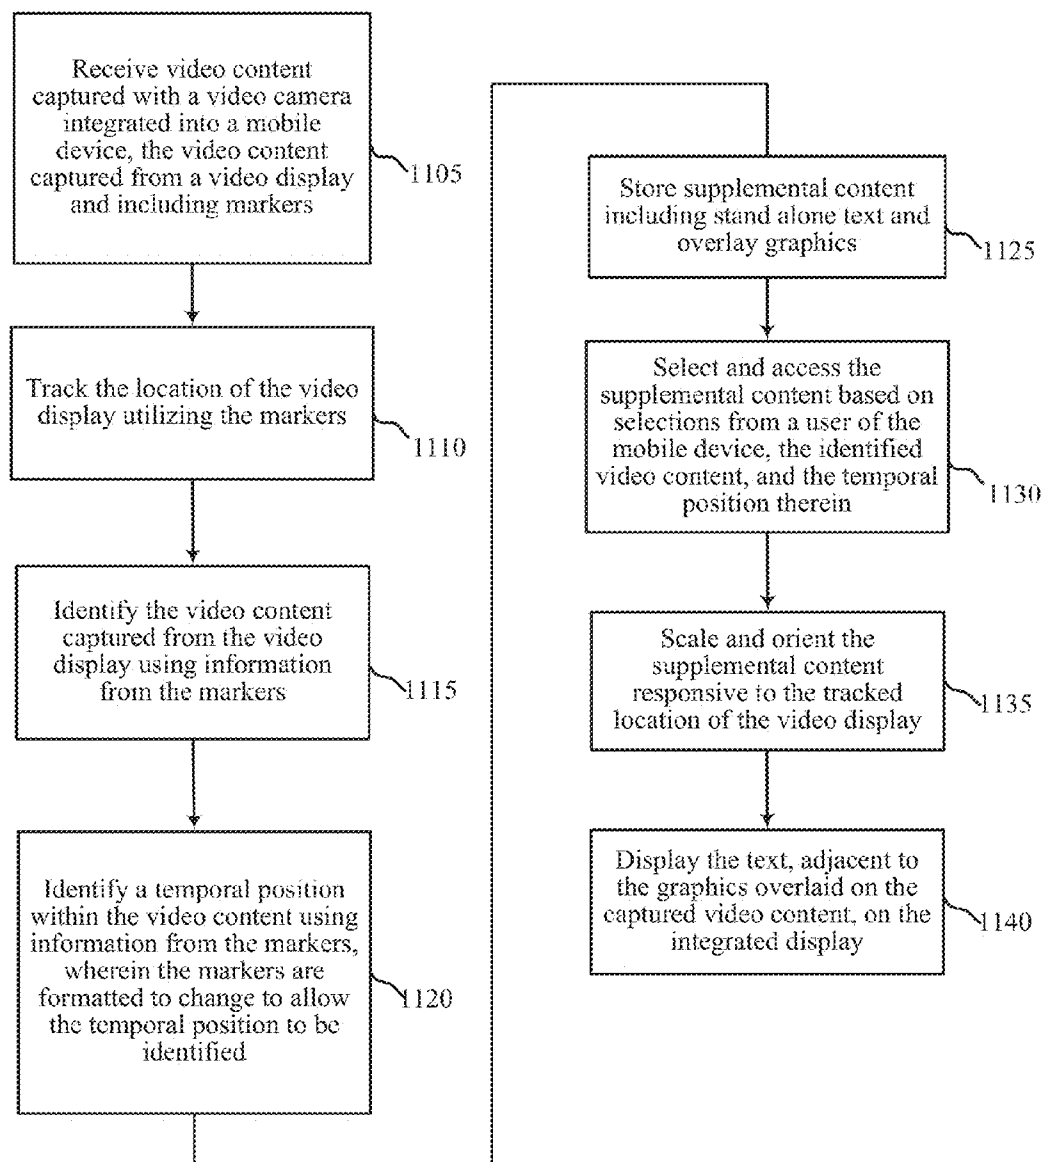 Receive video content
captured with a video camera
integrated into a mobile
device, the video content
captured from a video display
and including markers
1105
Track the location of the video
display utilizing the markers
1110
Identify the video content
captured from the video
display using information
from the markers
1115
Identify a temporal position
within the video content using
information from the markers,
wherein the markers are
formatted to change to allow
the temporal position to be
identified
1120
Store supplemental content
including stand alone text and
overlay graphics
1125
Select and access the
supplemental content based on
selections from a user of the
mobile device, the identified
video content, and the temporal
position therein
1130
Scale and orient the
supplemental content
responsive to the tracked
location of the video display
1135
Display the text, adjacent to
the graphics overlaid on the
captured video content, on the
integrated display
1140